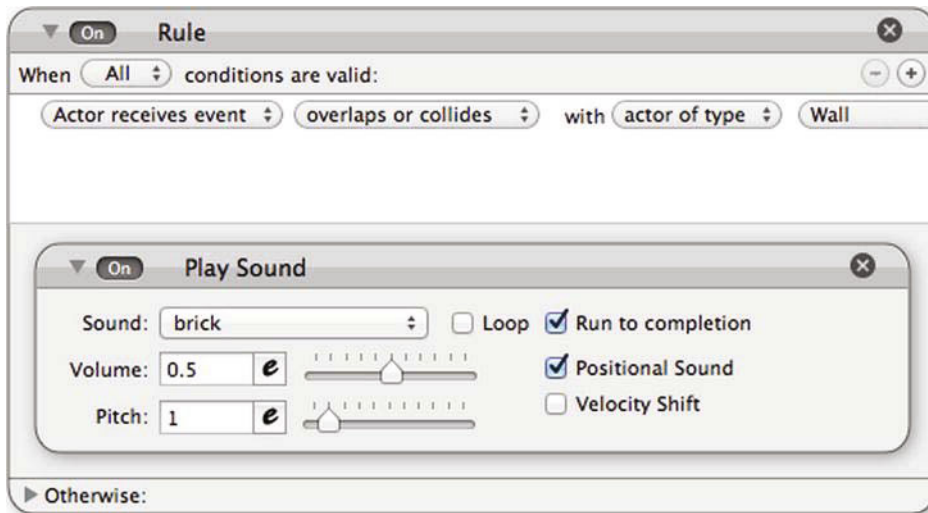 On Rule
When All conditions are valid:
Actor receives event overlaps or collides with actor of type Wall
On Play Sound
Sound: brick Loop Run to completion
Volume: 0.5 e Positional Sound
Pitch: 1 e Velocity Shift
Otherwise: